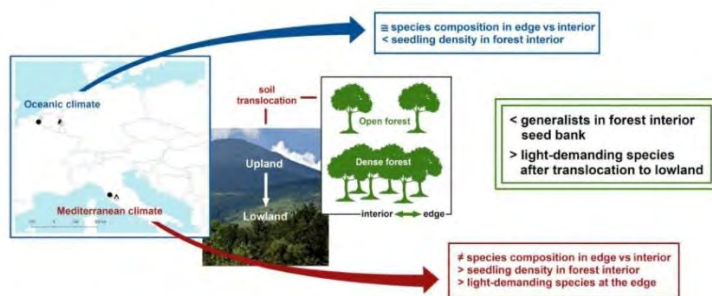 ≅ species composition in edge vs interior
< seedling density in forest interior
Oceanic climate
Mediterranean climate
soil
translocation
Upland
Lowland
Open forest
Dense forest
interior
edge
< generalists in forest interior
seed bank
> light-demanding species
after translocation to lowland
≠ species composition in edge vs interior
> seedling density in forest interior
> light-demanding species at the edge